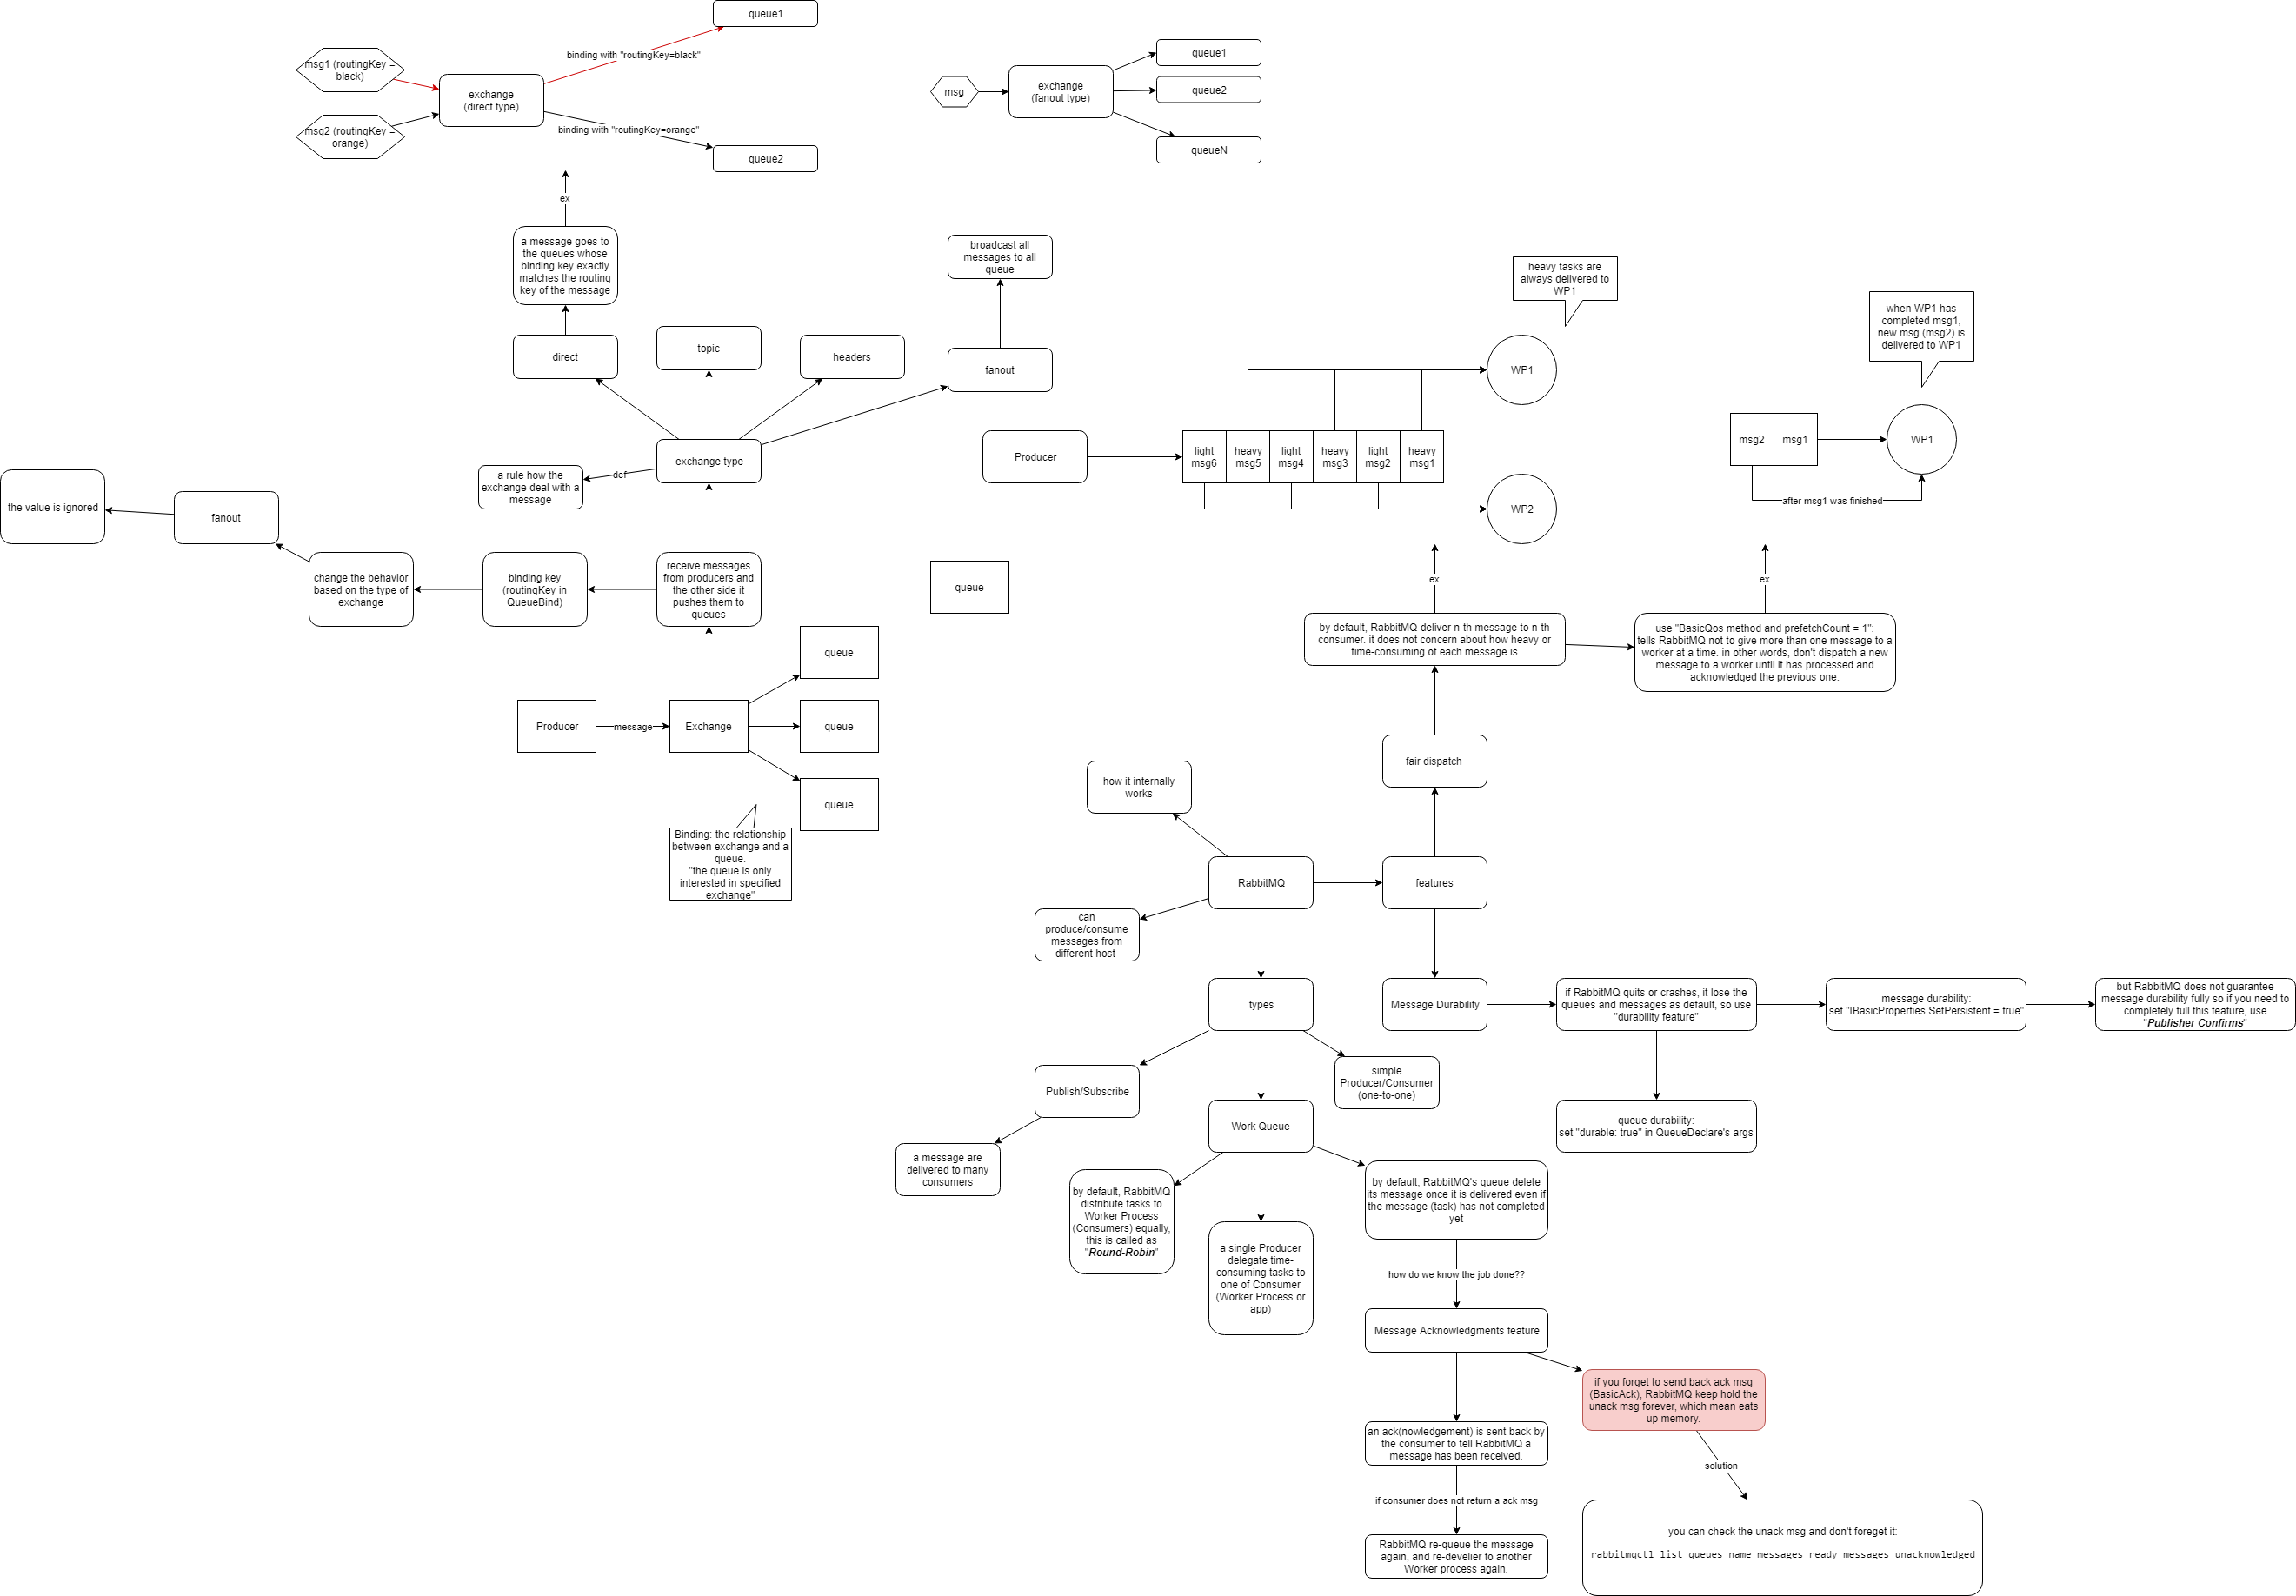 queue1
binding with "routingKey=black"
msg1 (routingKey =
black)
exchange
(direct type)
msg2 (routingKey =
orange)
binding with "routingKey=orange"
queue2
ex
queue1
msg
exchange
(fanout type)
queue2
queueN
a message goes to
the queues whose
binding key exactly
matches the routing
key of the message
broadcast all
messages to all
queue
direct
topic
headers
fanout
exchange type
def
a rule how the
exchange deal with a
message
the value is ignored
fanout
change the behavior
based on the type of
exchange
binding key
(routingKey in
QueueBind)
receive messages
from producers and
the other side it
pushes them to
queues
queue
queue
Producer
message
Exchange
queue
queue
Binding: the relationship
between exchange and a
queue.
"the queue is only
interested in specified
exchange"
heavy tasks are
always delivered to
WP1
WP1
Producer
light
msg6
heavy
msg5
light
msg4
heavy
msg3
light
msg2
heavy
msg1
WP2
when WP1 has
completed msg1,
new msg (msg2) is
delivered to WP1
msg2
msg1
WP1
after msg1 was finished
ex
ex
by default, RabbitMQ deliver n-th message to n-th
consumer. it does not concern about how heavy or
time-consuming of each message is
use "BasicQos method and prefetchCount = 1":
tells RabbitMQ not to give more than one message to a
worker at a time. in other words, don't dispatch a new
message to a worker until it has processed and
acknowledged the previous one.
fair dispatch
how it internally
works
RabbitMQ
features
can
produce/consume
messages from
different host
types
Message Durability
if RabbitMQ quits or crashes, it lose the
queues and messages as default, so use
"durability feature"
message durability:
set "IBasicProperties.SetPersistent = true"
but RabbitMQ does not guarantee
message durability fully so if you need to
completely full this feature, use
"Publisher Confirms"
queue durability:
set "durable: true" in QueueDeclare's args
Publish/Subscribe
simple
Producer/Consumer
(one-to-one)
Work Queue
a message are
delivered to many
consumers
by default, RabbitMQ
distribute tasks to
Worker Process
(Consumers) equally,
this is called as
"Round-Robin"
a single Producer
delegate time-
consuming tasks to
one of Consumer
(Worker Process or
app)
by default, RabbitMQ's queue delete
its message once it is delivered even if
the message (task) has not completed
yet
how do we know the job done??
Message Acknowledgments feature
if you forget to send back ack msg
(BasicAck), RabbitMQ keep hold the
unack msg forever, which mean eats
up memory.
an ack(nowledgement) is sent back by
the consumer to tell RabbitMQ a
message has been received.
solution
if consumer does not return a ack msg
RabbitMQ re-queue the message
again, and re-develier to another
Worker process again.
you can check the unack msg and don't foreget it:
rabbitmqctl list_queues name messages_ready messages_unacknowledged